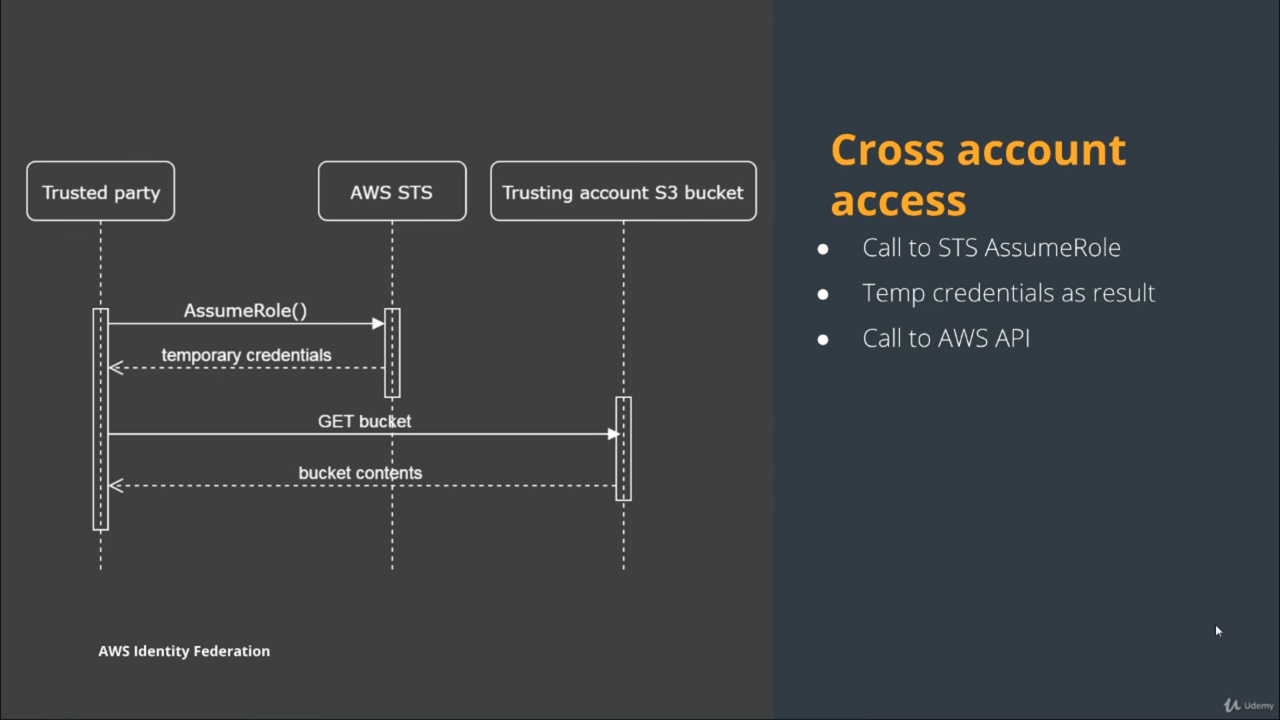 Trusted party
AWS STS
Trusting account S3 bucket
AssumeRole()
temporary credentials
GET bucket
bucket contents
AWS Identity Federation
Cross account
access
● Call to STS AssumeRole
● Temp credentials as result
● Call to AWS API
Udemy